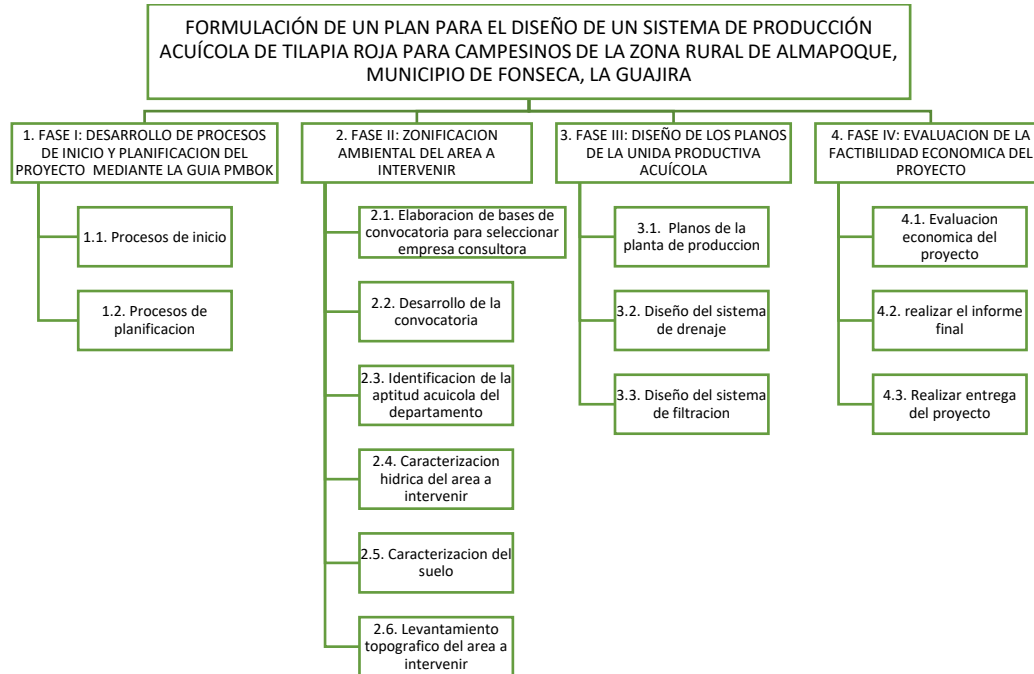 FORMULACIÓN DE UN PLAN PARA EL DISEÑO DE UN SISTEMA DE PRODUCCIÓN
ACUÍCOLA DE TILAPIA ROJA PARA CAMPESINOS DE LA ZONA RURAL DE ALMAPOQUE,
MUNICIPIO DE FONSECA, LA GUAJIRA
1. FASE I: DESARROLLO DE PROCESOS
DE INICIO Y PLANIFICACION DEL
PROYECTO MEDIANTE LA GUIA PMBOK
1.1. Procesos de inicio
1.2. Procesos de
planificacion
2. FASE II: ZONIFICACION
AMBIENTAL DEL AREA A
INTERVENIR
2.1. Elaboracion de bases de
convocatoria para seleccionar
empresa consultora
2.2. Desarrollo de la
convocatoria
2.3. Identificacion de la
aptitud acuicola del
departamento
2.4. Caracterizacion
hidrica del area a
intervenir
2.5. Caracterizacion del
suelo
2.6. Levantamiento
topografico del area a
intervenir
3. FASE III: DISEÑO DE LOS PLANOS
DE LA UNIDA PRODUCTIVA
ACUÍCOLA
3.1. Planos de la
planta de produccion
3.2. Diseño del sistema
de drenaje
3.3. Diseño del sistema
de filtracion
4. FASE IV: EVALUACION DE LA
FACTIBILIDAD ECONOMICA DEL
PROYECTO
4.1. Evaluacion
economica del
proyecto
4.2. realizar el informe
final
4.3. Realizar entrega
del proyecto